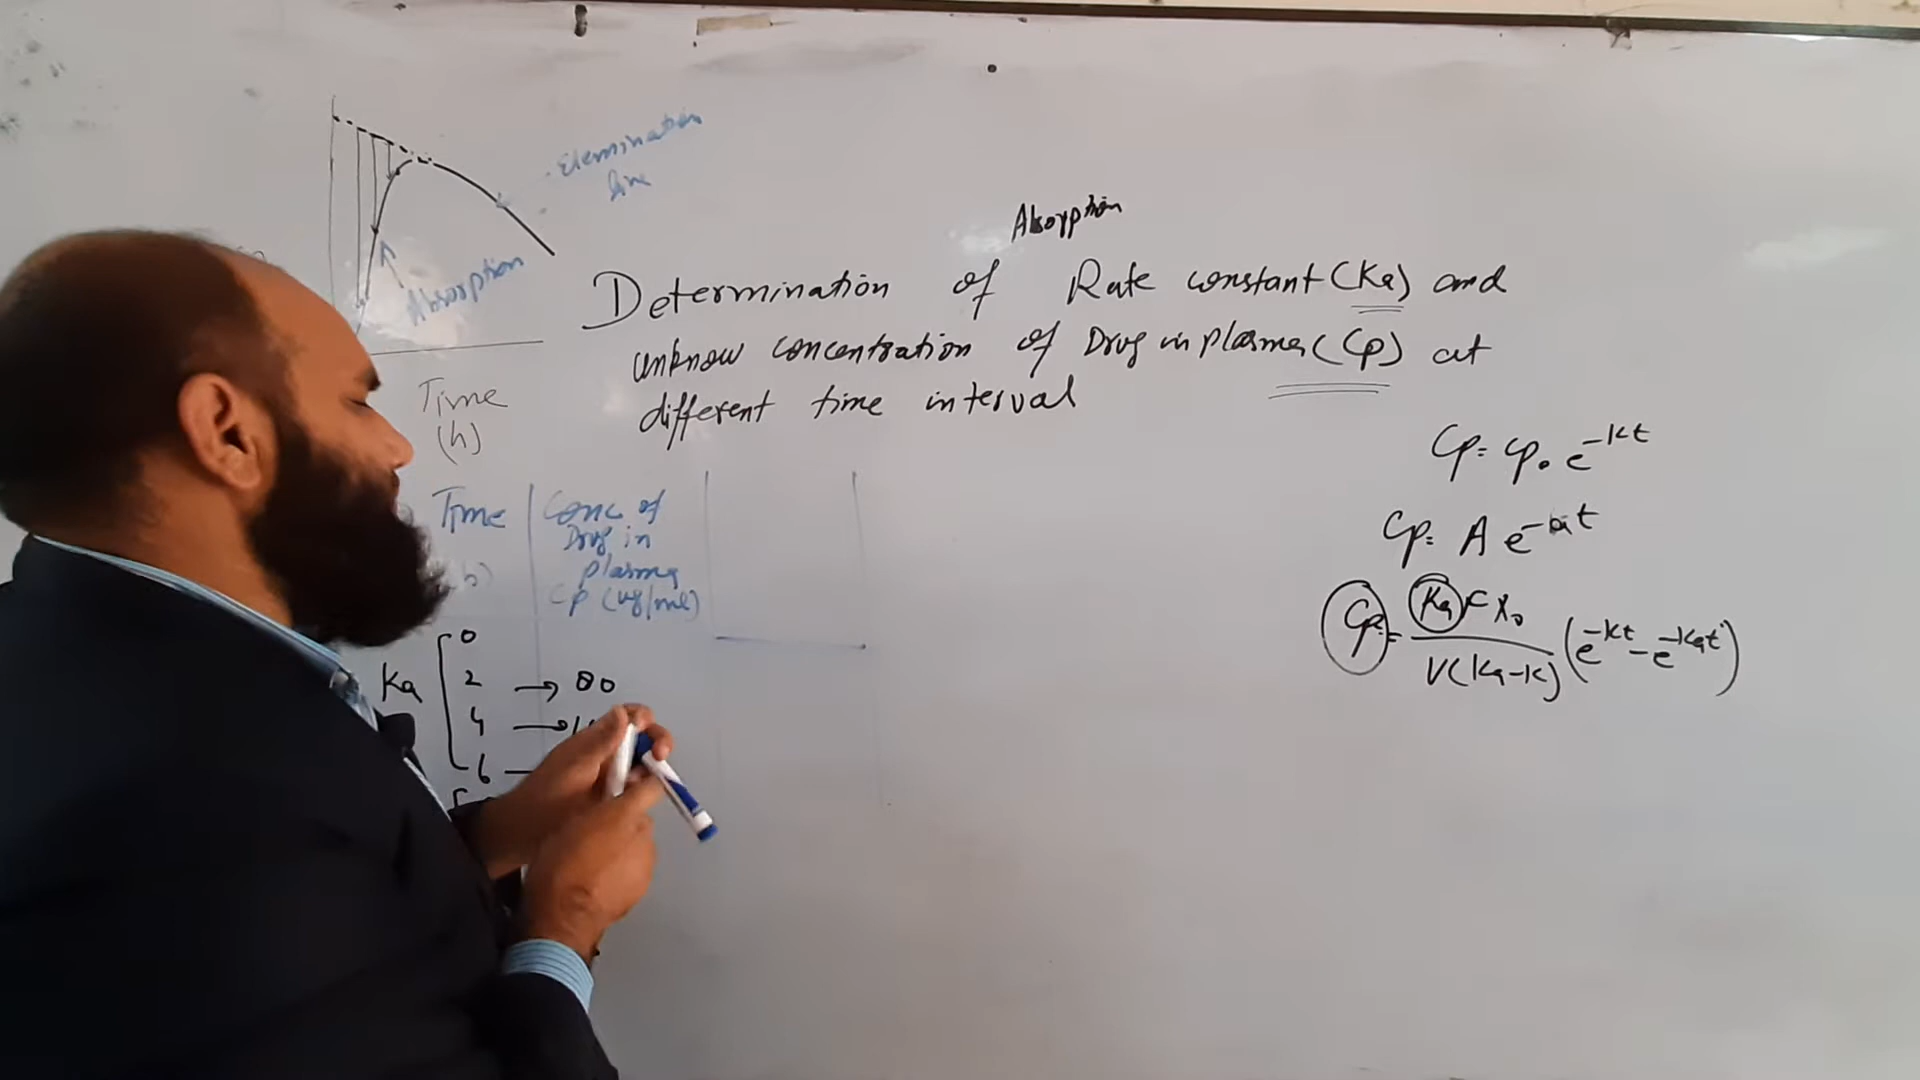 Elemination
line
Absorption
Absorption
Determination of Rate constant (Ka) and
unknow concentration of Drug in plasma (Cp) at
different time interval
Time
(h)
Cp = Cp₀ e^-kt
Cp = A e t
Cp = Ka F X₀ / V(Ka-K) (e^-kt - e^-Kat)
Time
Conc of
Drug in
plasma
Cp (ug/ml)
Ka
0
2 → 80
4 →
6